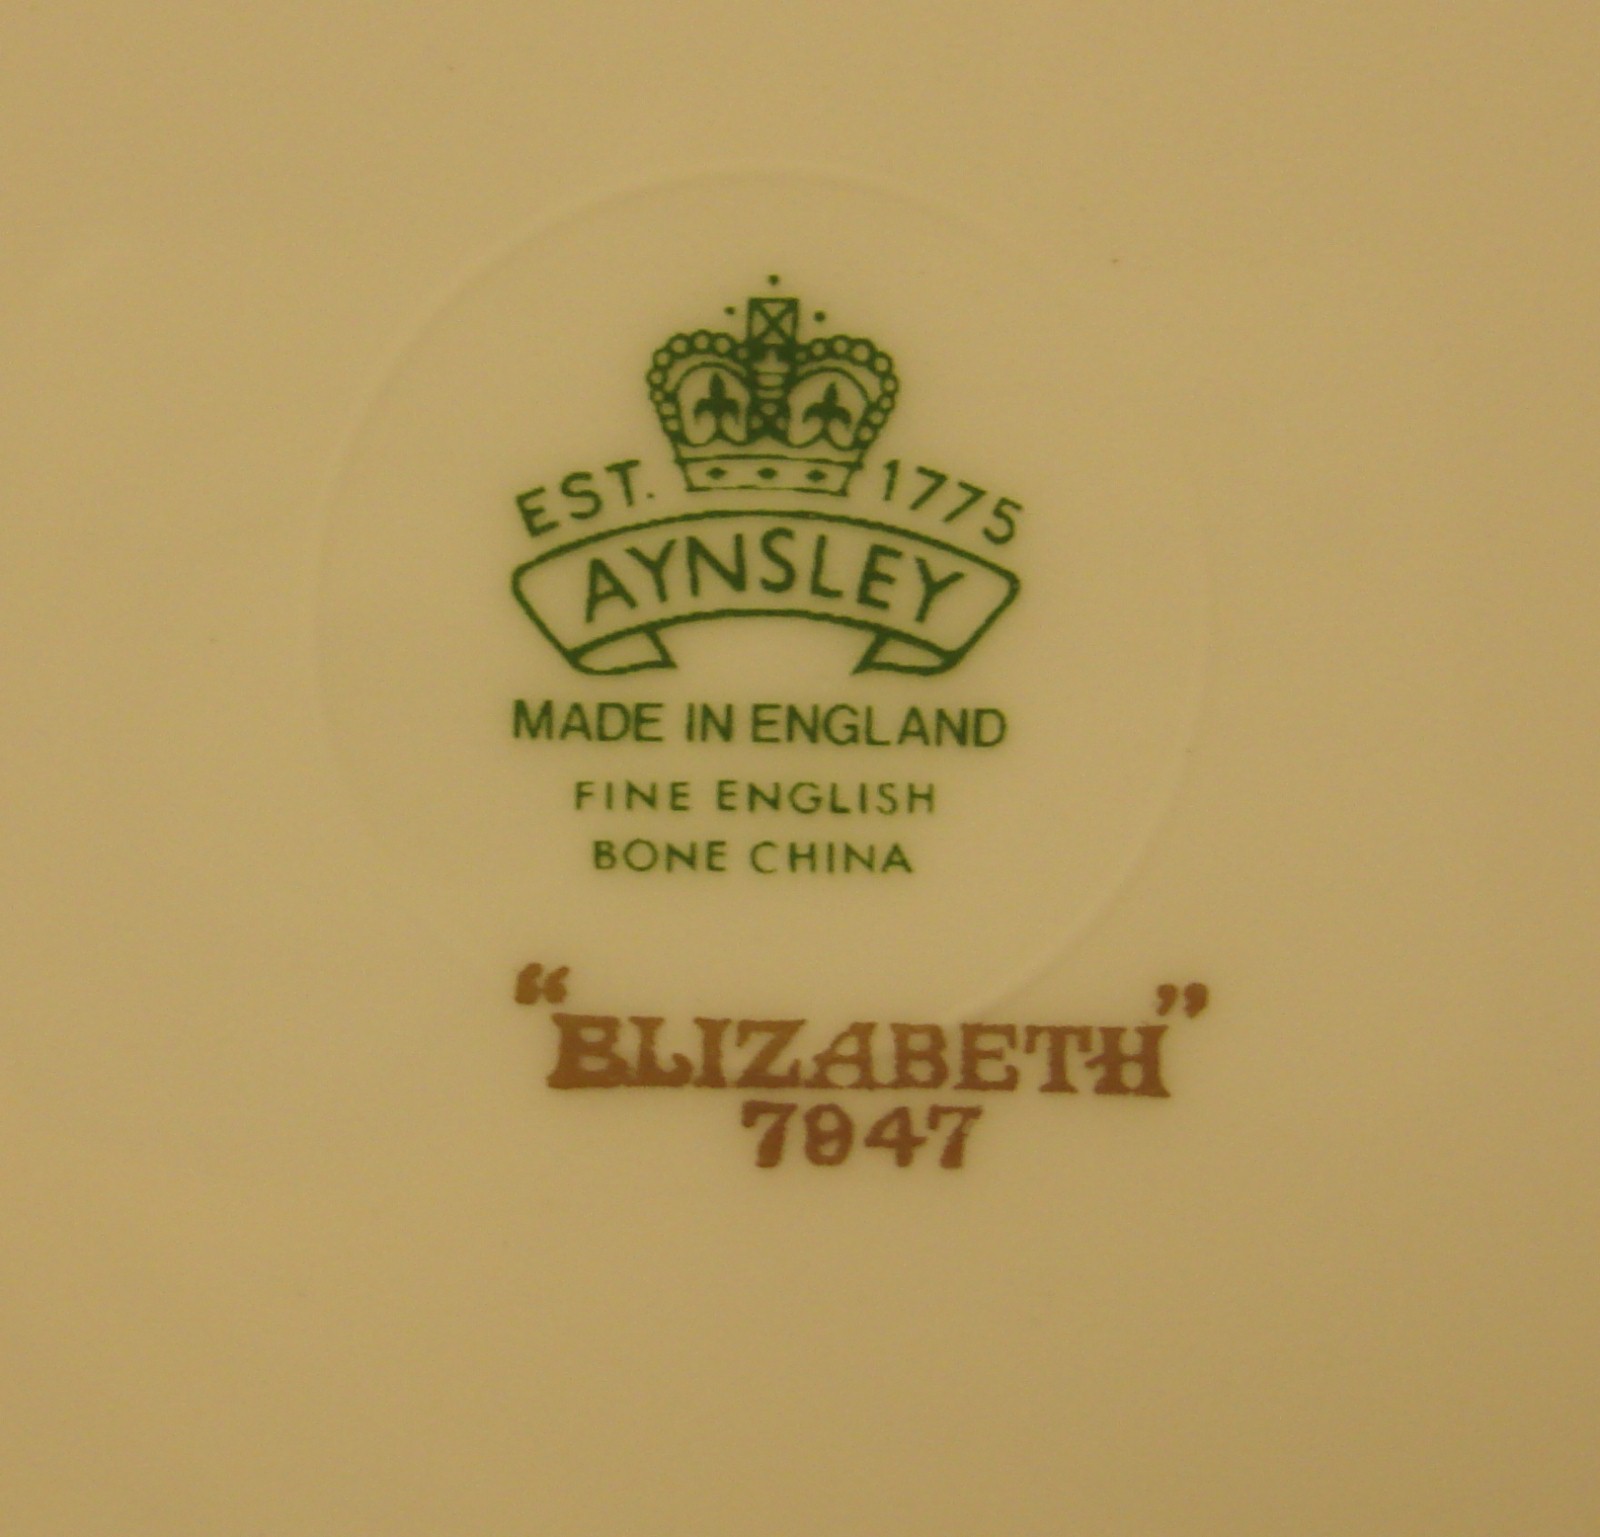 EST. 1775
AYNSLEY
MADE IN ENGLAND
FINE ENGLISH
BONE CHINA
“ELIZABETH”
7947